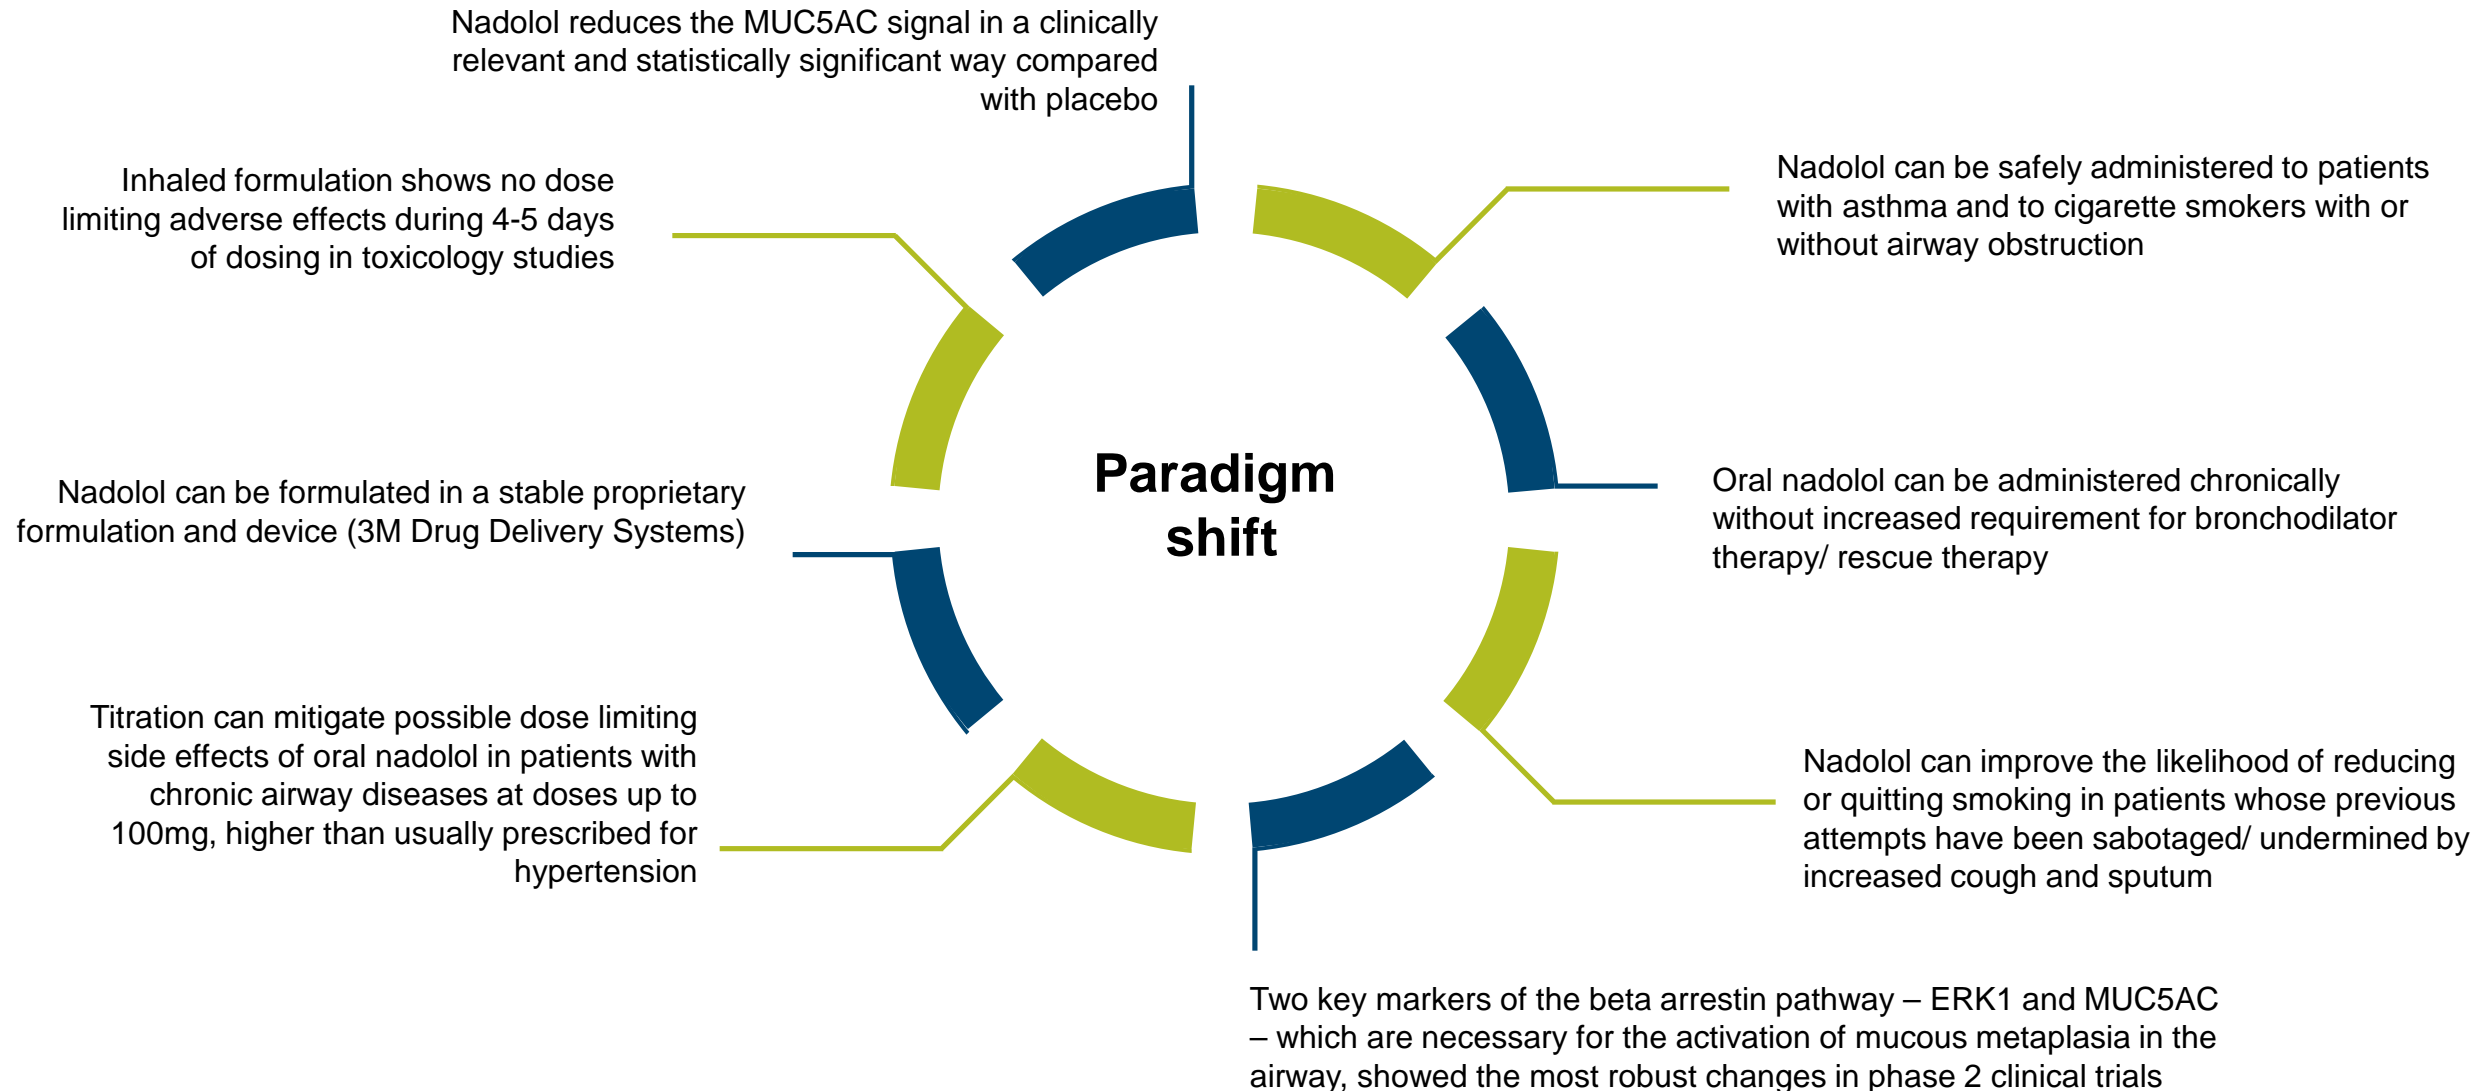 Nadolol reduces the MUC5AC signal in a clinically
relevant and statistically significant way compared
with placebo
Inhaled formulation shows no dose
limiting adverse effects during 4-5 days
of dosing in toxicology studies
Nadolol can be formulated in a stable proprietary
formulation and device (3M Drug Delivery Systems)
Titration can mitigate possible dose limiting
side effects of oral nadolol in patients with
chronic airway diseases at doses up to
100mg, higher than usually prescribed for
hypertension
Paradigm
shift
Nadolol can be safely administered to patients
with asthma and to cigarette smokers with or
without airway obstruction
Oral nadolol can be administered chronically
without increased requirement for bronchodilator
therapy/ rescue therapy
Nadolol can improve the likelihood of reducing
or quitting smoking in patients whose previous
attempts have been sabotaged/ undermined by
increased cough and sputum
Two key markers of the beta arrestin pathway – ERK1 and MUC5AC
– which are necessary for the activation of mucous metaplasia in the
airway, showed the most robust changes in phase 2 clinical trials